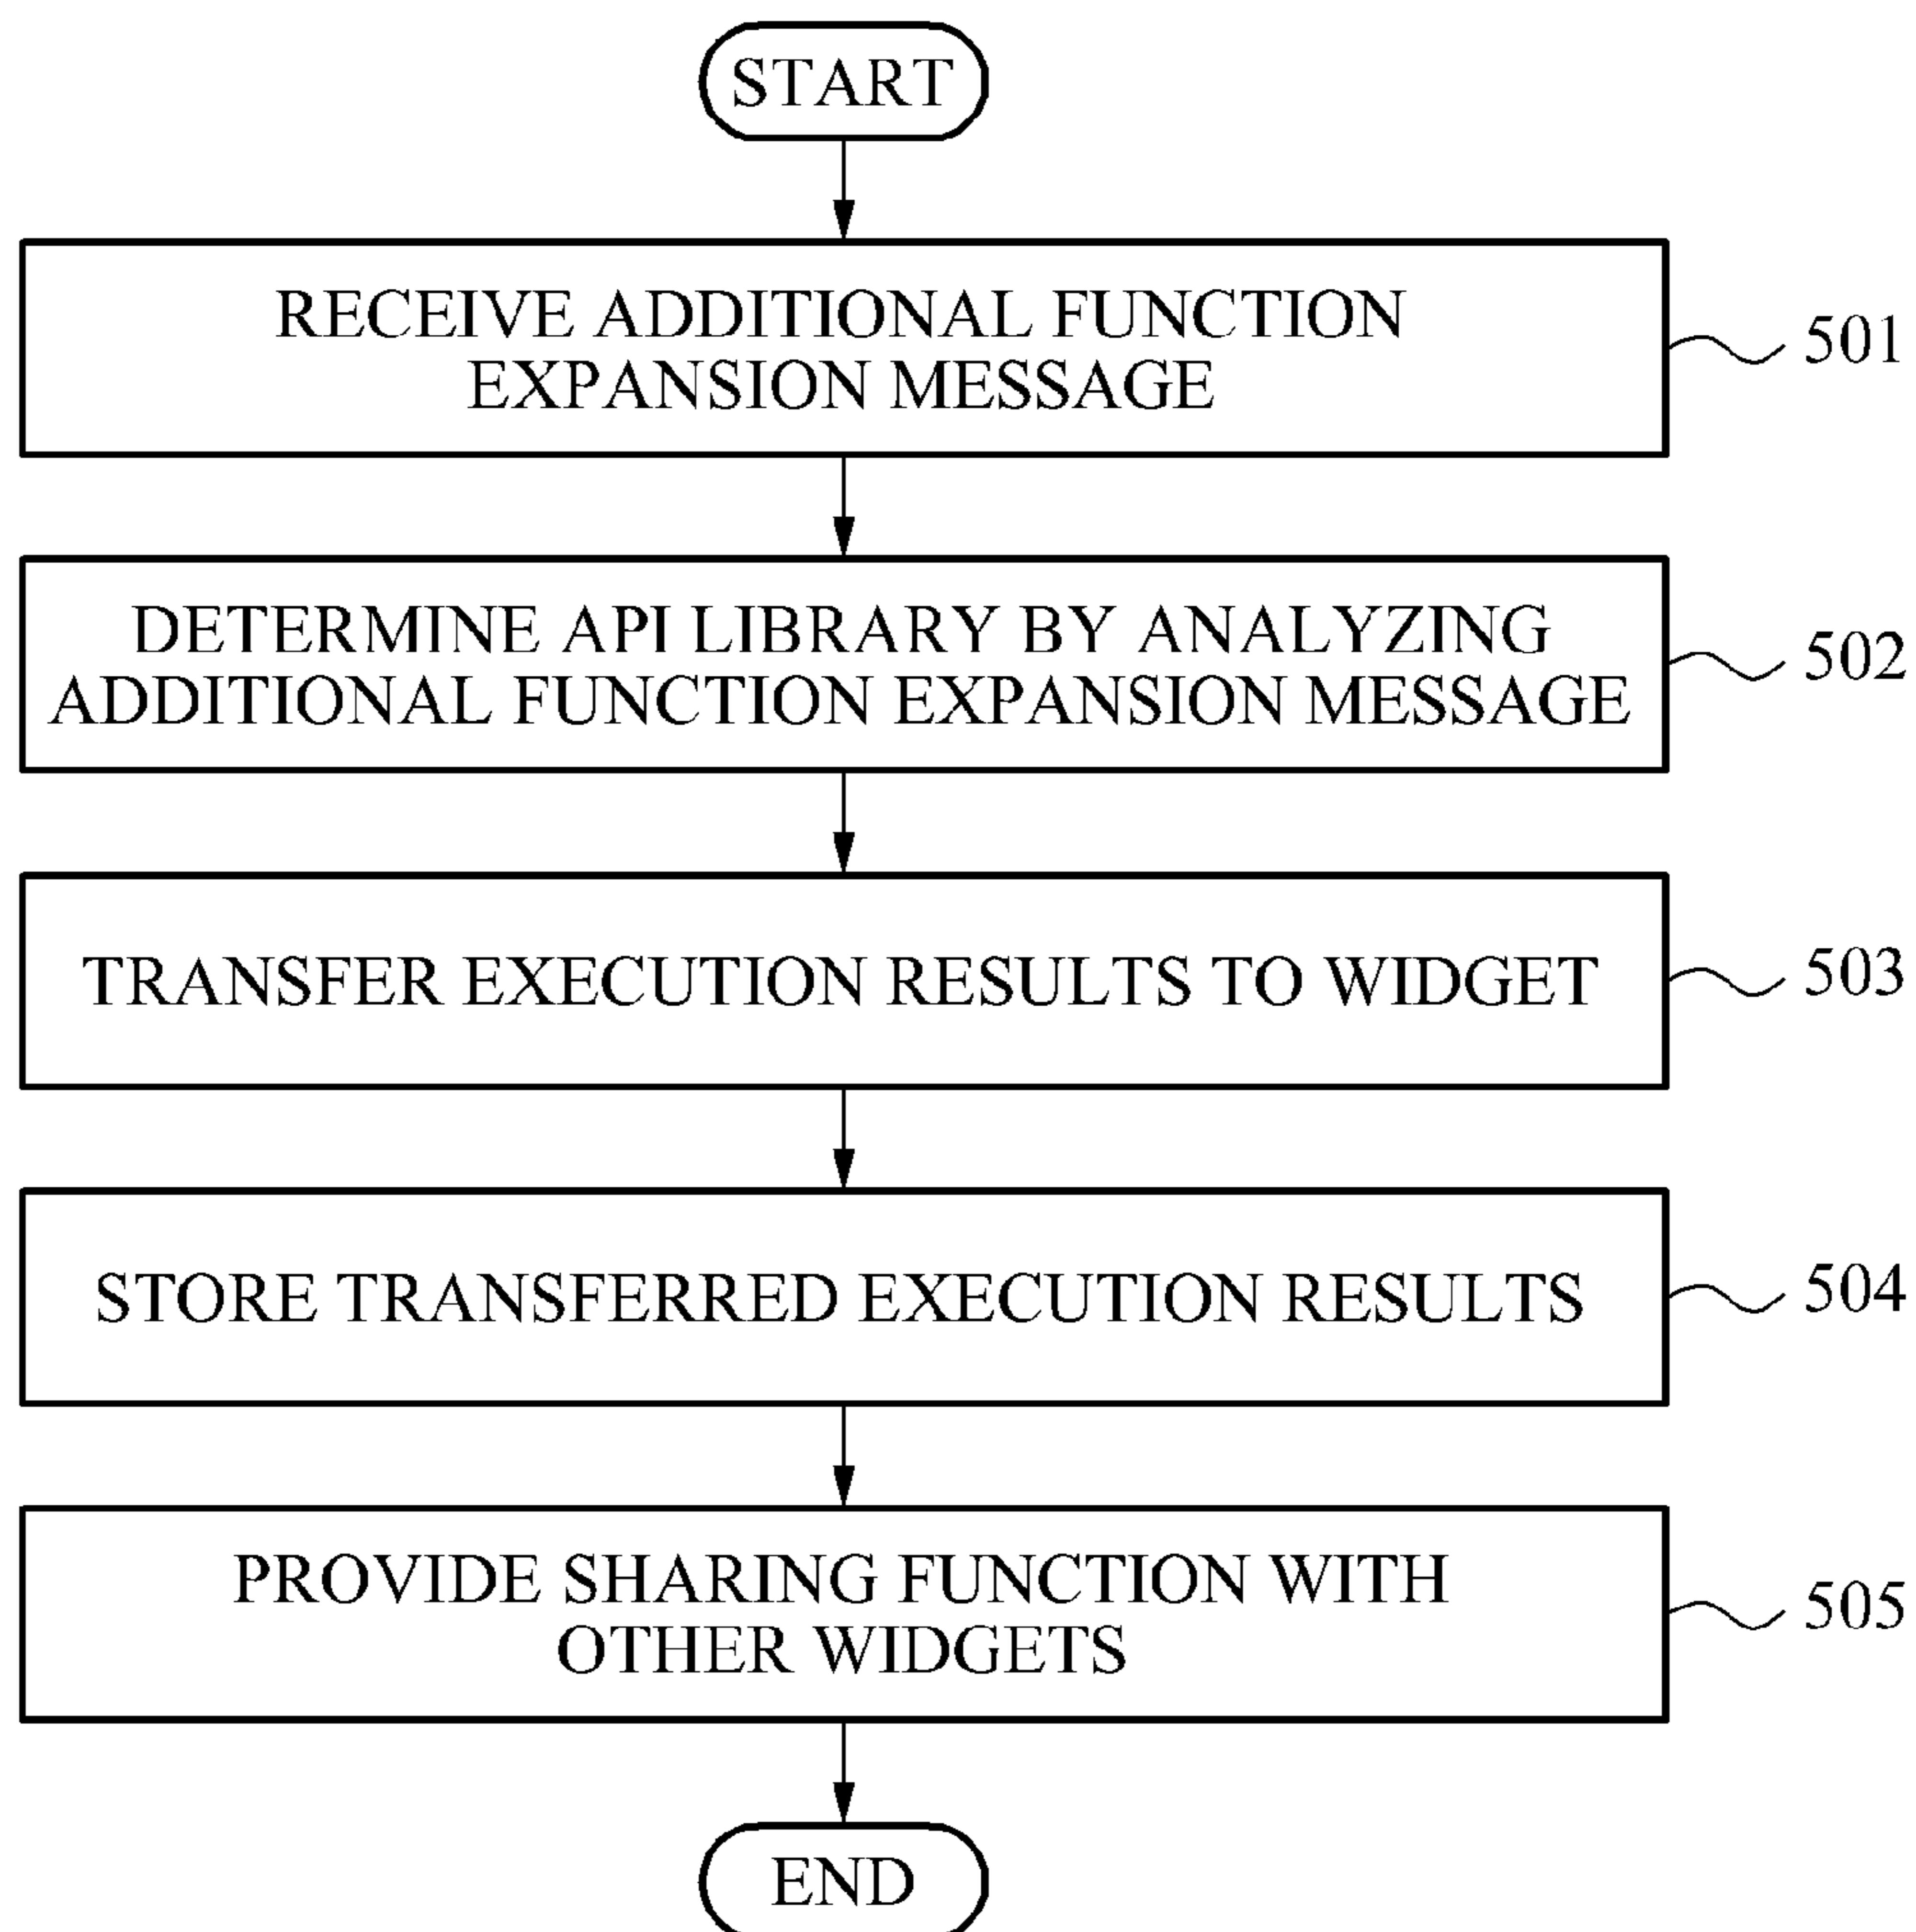 START
RECEIVE ADDITIONAL FUNCTION
EXPANSION MESSAGE
501
DETERMINE API LIBRARY BY ANALYZING
ADDITIONAL FUNCTION EXPANSION MESSAGE
502
TRANSFER EXECUTION RESULTS TO WIDGET
503
STORE TRANSFERRED EXECUTION RESULTS
504
PROVIDE SHARING FUNCTION WITH
OTHER WIDGETS
505
END